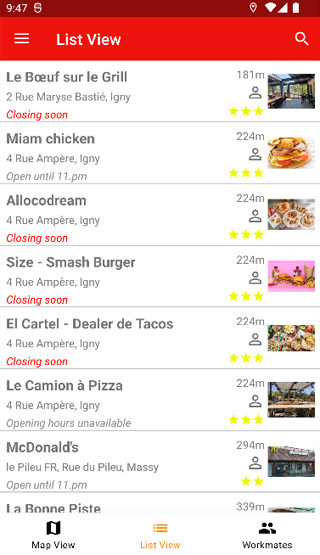 9:47
List View
Le Bœuf sur le Grill
181m
2 Rue Maryse Bastié, Igny
Closing soon
Miam chicken
224m
4 Rue Ampère, Igny
Open until 11.pm
Allocodream
224m
4 Rue Ampère, Igny
Closing soon
Size - Smash Burger
224m
4 Rue Ampère, Igny
Closing soon
El Cartel - Dealer de Tacos
224m
4 Rue Ampère, Igny
Closing soon
Le Camion à Pizza
224m
4 Rue Ampère, Igny
Opening hours unavailable
McDonald's
294m
le Pileu FR, Rue du Pileu, Massy
Den Open
La Bonne Piste
339m
Map View
List View
Workmates